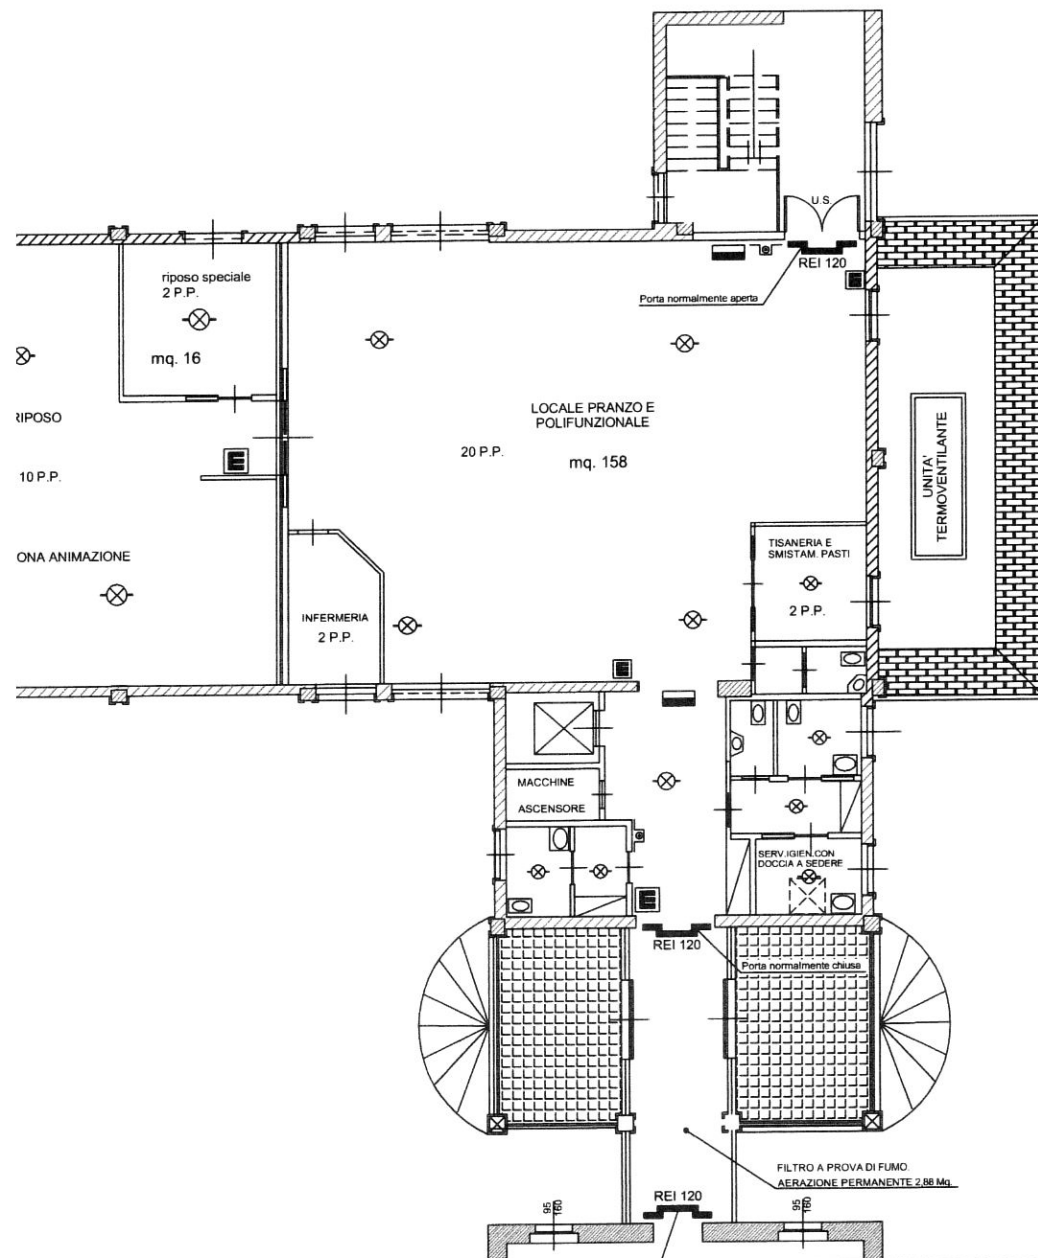 U.S.
REI 120
Porta normalmente aperta
riposo speciale
2 P.P.
mq. 16
RIPOSO
10 P.P.
ONA ANIMAZIONE
LOCALE PRANZO E
POLIFUNZIONALE
20 P.P.
mq. 158
UNITA'
TERMOVENTILANTE
TISANERIA E
SMISTAM. PASTI
2 P.P.
INFERMERIA
2 P.P.
MACCHINE
ASCENSORE
SERV.IGIEN.CON
DOCCIA A SEDERE
REI 120
Porta normalmente chiusa
FILTRO A PROVA DI FUMO.
AERAZIONE PERMANENTE 2,88 Mq.
REI 120
95
160
95
160